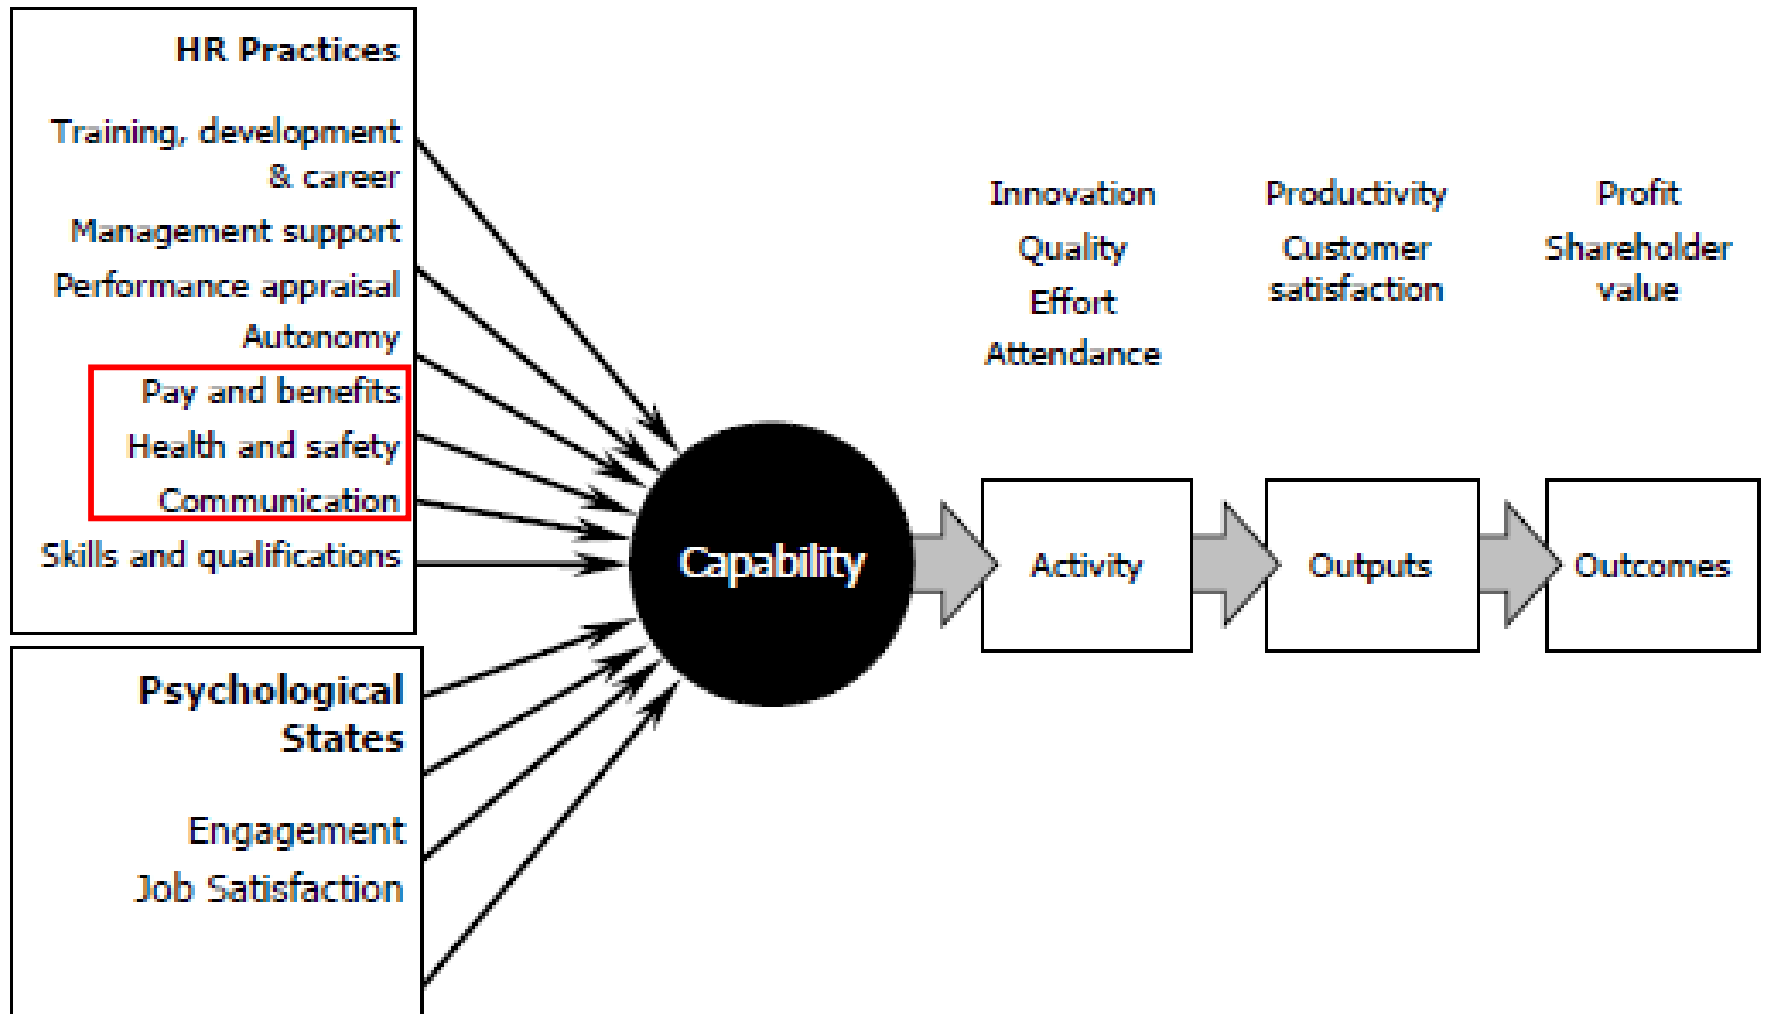 HR Practices
Training, development
& career
Management support
Performance appraisal
Autonomy
Pay and benefits
Health and safety
Communication
Skills and qualifications
Psychological
States
Engagement
Job Satisfaction
Capability
Innovation
Quality
Effort
Attendance
Activity
Productivity
Customer
satisfaction
Outputs
Profit
Shareholder
value
Outcomes